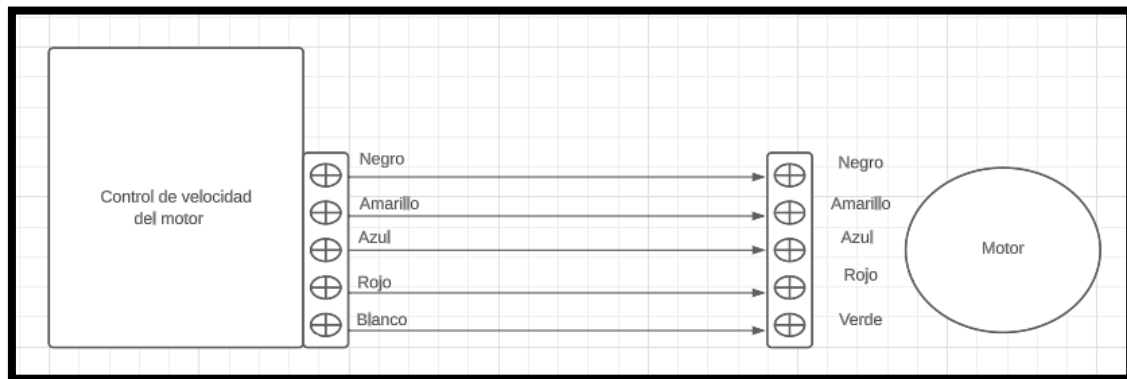 Control de velocidad
del motor
Negro
Amarillo
Azul
Rojo
Blanco
Negro
Amarillo
Azul
Rojo
Verde
Motor